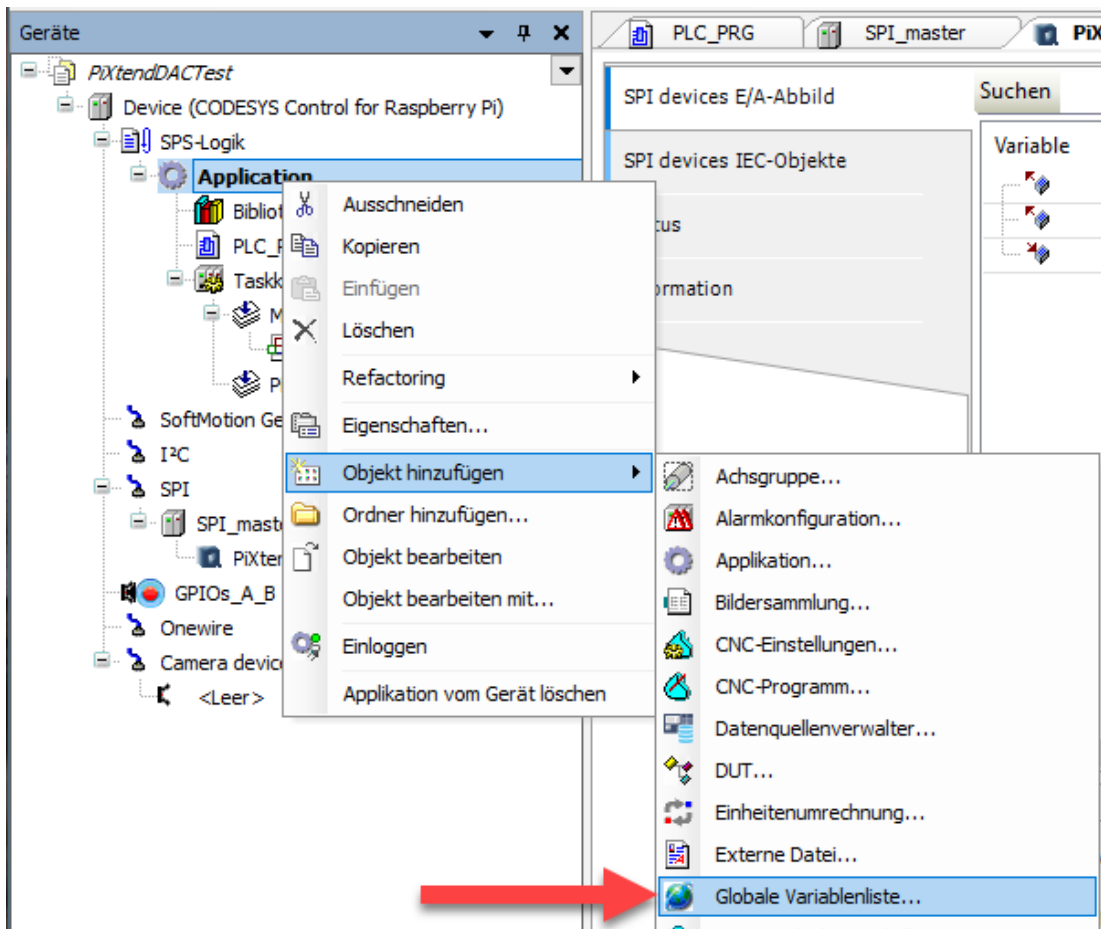 Geräte
PiXtendDACTest
Device (CODESYS Control for Raspberry Pi)
SPS-Logik
Application
Bibliot
PLC_P
Taskk
M
P
SoftMotion Ge
I²C
SPI
SPI_mast
PiXter
GPIOs_A_B
Onewire
Camera devic
<Leer>
Ausschneiden
Kopieren
Einfügen
Löschen
Refactoring
Eigenschaften...
Objekt hinzufügen
Ordner hinzufügen...
Objekt bearbeiten
Objekt bearbeiten mit...
Einloggen
Applikation vom Gerät löschen
Achsgruppe...
Alarmkonfiguration...
Applikation...
Bildersammlung...
CNC-Einstellungen...
CNC-Programm...
Datenquellenverwalter...
DUT...
Einheitenumrechnung...
Externe Datei...
Globale Variablenliste...
PLC_PRG
SPI_master
PiX
SPI devices E/A-Abbild
SPI devices IEC-Objekte
tus
ormation
Suchen
Variable